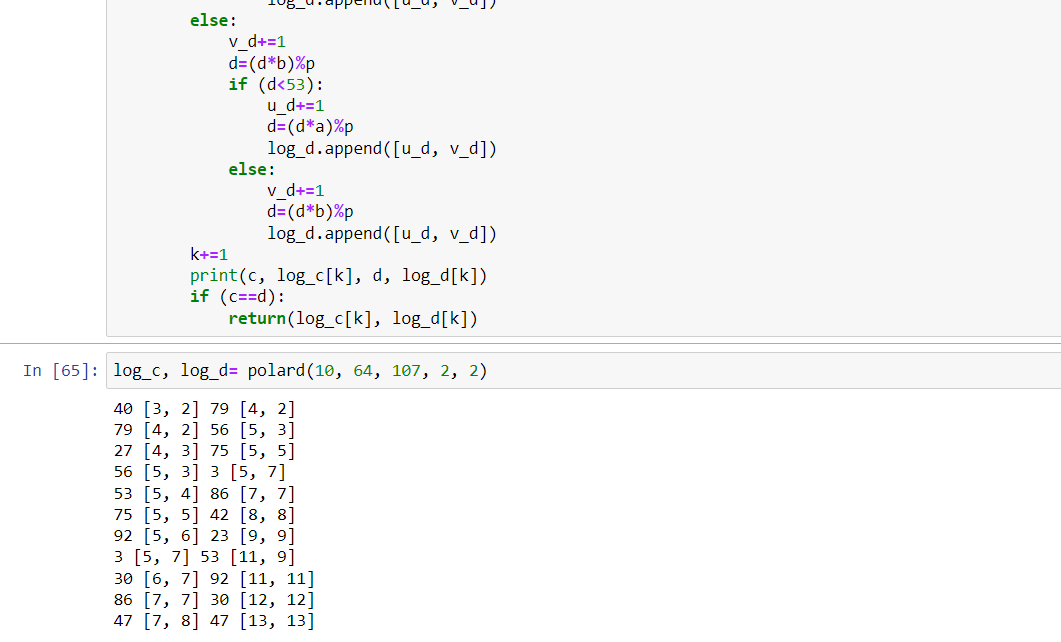 log_d.append([u_d, v_d])
else:
v_d+=1
d=(d*b)%p
if (d<53):
u_d+=1
d=(d*a)%p
log_d.append([u_d, v_d])
else:
v_d+=1
d=(d*b)%p
log_d.append([u_d, v_d])
k+=1
print(c, log_c[k], d, log_d[k])
if (c==d):
return(log_c[k], log_d[k])
In [65]: log_c, log_d= polard(10, 64, 107, 2, 2)
40 [3, 2] 79 [4, 2]
79 [4, 2] 56 [5, 3]
27 [4, 3] 75 [5, 5]
56 [5, 3] 3 [5, 7]
53 [5, 4] 86 [7, 7]
75 [5, 5] 42 [8, 8]
92 [5, 6] 23 [9, 9]
3 [5, 7] 53 [11, 9]
30 [6, 7] 92 [11, 11]
86 [7, 7] 30 [12, 12]
47 [7, 8] 47 [13, 13]